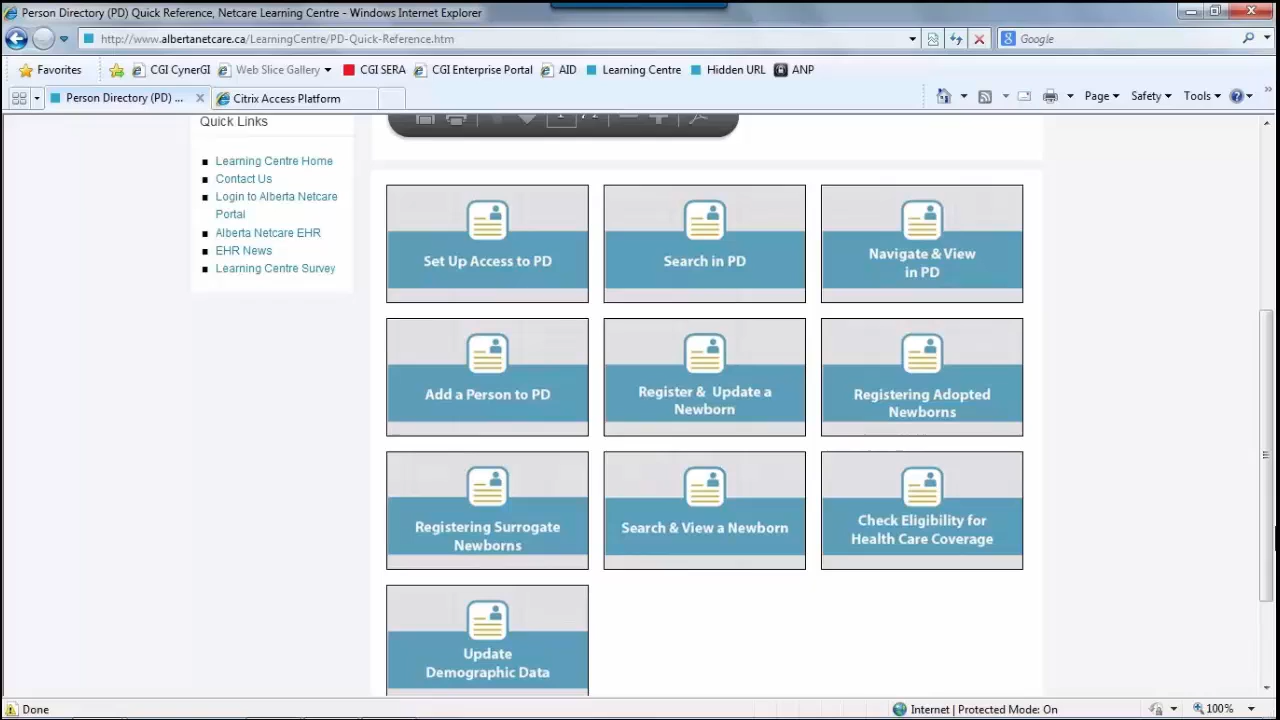 Person Directory (PD) Quick Reference, Netcare Learning Centre - Windows Internet Explorer
http://www.albertanetcare.ca/LearningCentre/PD-Quick-Reference.htm
Google
Favorites
CGI CynerGI
Web Slice Gallery
CGI SERA
CGI Enterprise Portal
AID
Learning Centre
Hidden URL
ANP
Person Directory (PD) ...
Citrix Access Platform
Page
Safety
Tools
Quick Links
Learning Centre Home
Contact Us
Login to Alberta Netcare
Portal
Alberta Netcare EHR
EHR News
Learning Centre Survey
Set Up Access to PD
Search in PD
Navigate & View
in PD
Add a Person to PD
Register & Update a
Newborn
Registering Adopted
Newborns
Registering Surrogate
Newborns
Search & View a Newborn
Check Eligibility for
Health Care Coverage
Update
Demographic Data
Done
Internet | Protected Mode: On
100%